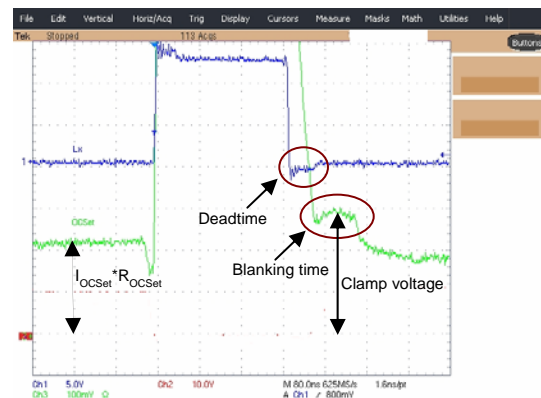 File Edit Vertical Horiz/Acq Trig Display Cursors Measure Masks Math Utilities Help
Tek Stopped 113 Acqs
Buttons
Lx
1
Deadtime
OCSet
Blanking time
IOCSet*ROCSet
Clamp voltage
Ch1 5.0V Ch2 10.0V M 80.0ns 625MS/s 1.6ns/pt
Ch3 100mV Ω A Ch1 / 800mV